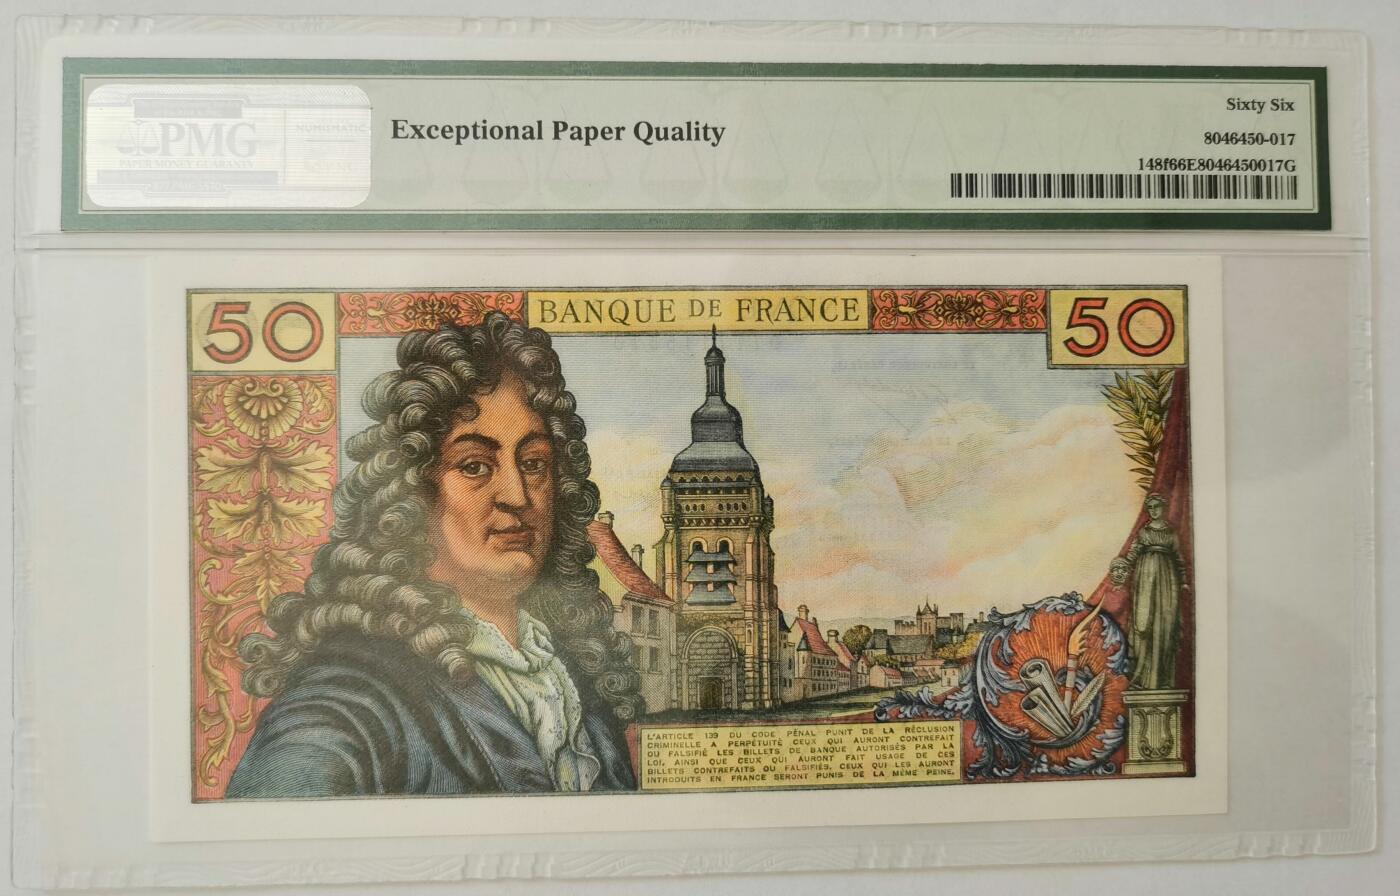 PMG
PAPER MONEY GUARANTY
NUMISMATIC
Exceptional Paper Quality
Sixty Six
8046450-017
148f66E8046450017G
50
BANQUE DE FRANCE
50
L'ARTICLE 139 DU CODE PÉNAL PUNIT DE LA RÉCLUSION
CRIMINELLE A PERPÉTUITÉ CEUX QUI AURONT CONTREFAIT
OU FALSIFIÉ LES BILLETS DE BANQUE AUTORISÉS PAR LA
LOI, AINSI QUE CEUX QUI AURONT FAIT USAGE DE CES
BILLETS CONTREFAITS OU FALSIFIÉS. CEUX QUI LES AURONT
INTRODUITS EN FRANCE SERONT PUNIS DE LA MÊME PEINE.